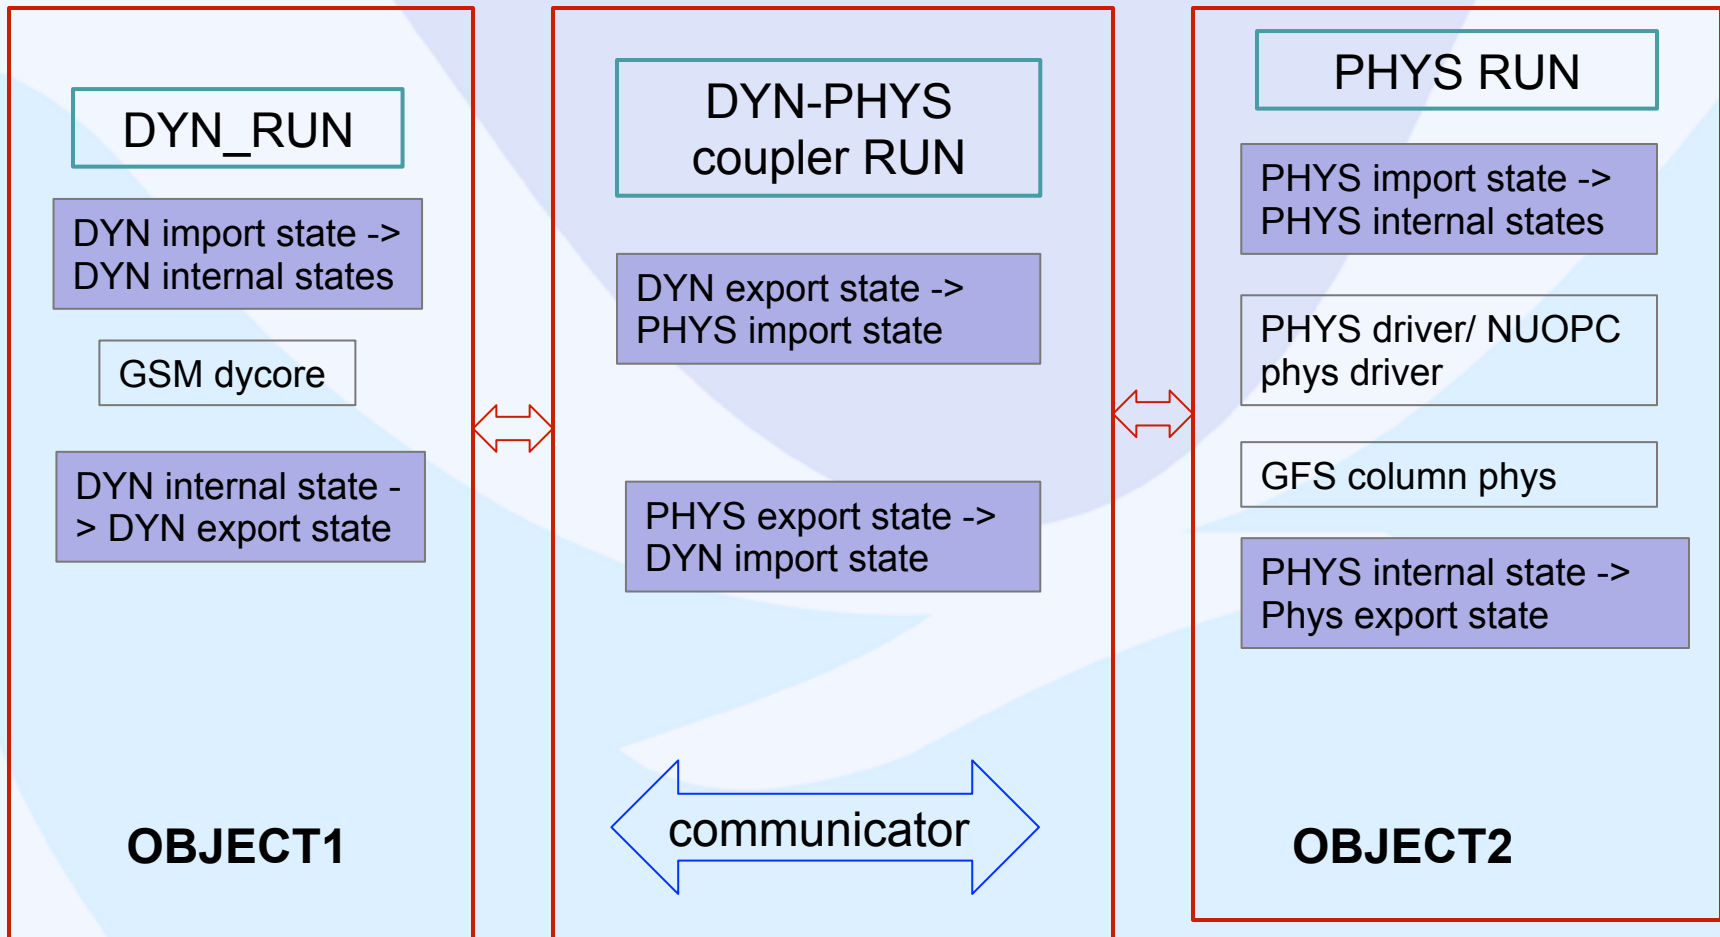 DYN_RUN
DYN import state ->
DYN internal states
GSM dycore
DYN internal state -
> DYN export state
OBJECT1
DYN-PHYS
coupler RUN
DYN export state ->
PHYS import state
PHYS export state ->
DYN import state
communicator
PHYS RUN
PHYS import state ->
PHYS internal states
PHYS driver/ NUOPC
phys driver
GFS column phys
PHYS internal state ->
Phys export state
OBJECT2